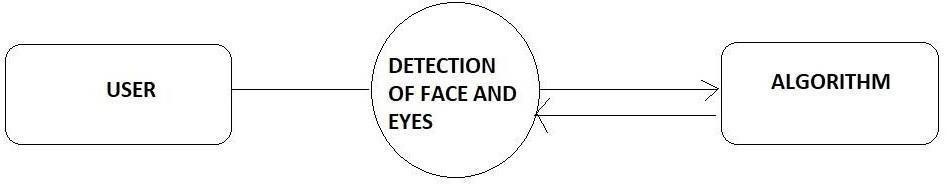 USER
DETECTION
OF FACE AND
EYES
ALGORITHM